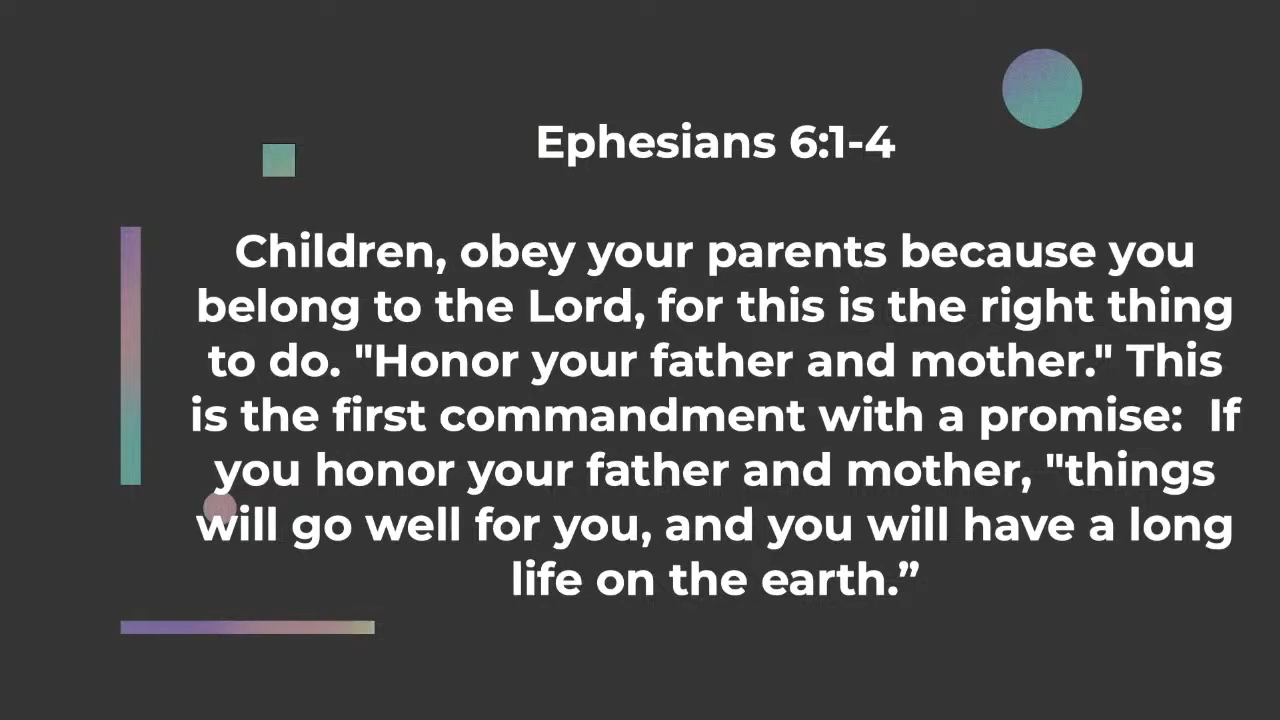 Ephesians 6:1-4
Children, obey your parents because you
belong to the Lord, for this is the right thing
to do. "Honor your father and mother." This
is the first commandment with a promise:  If
you honor your father and mother, "things
will go well for you, and you will have a long
life on the earth.”